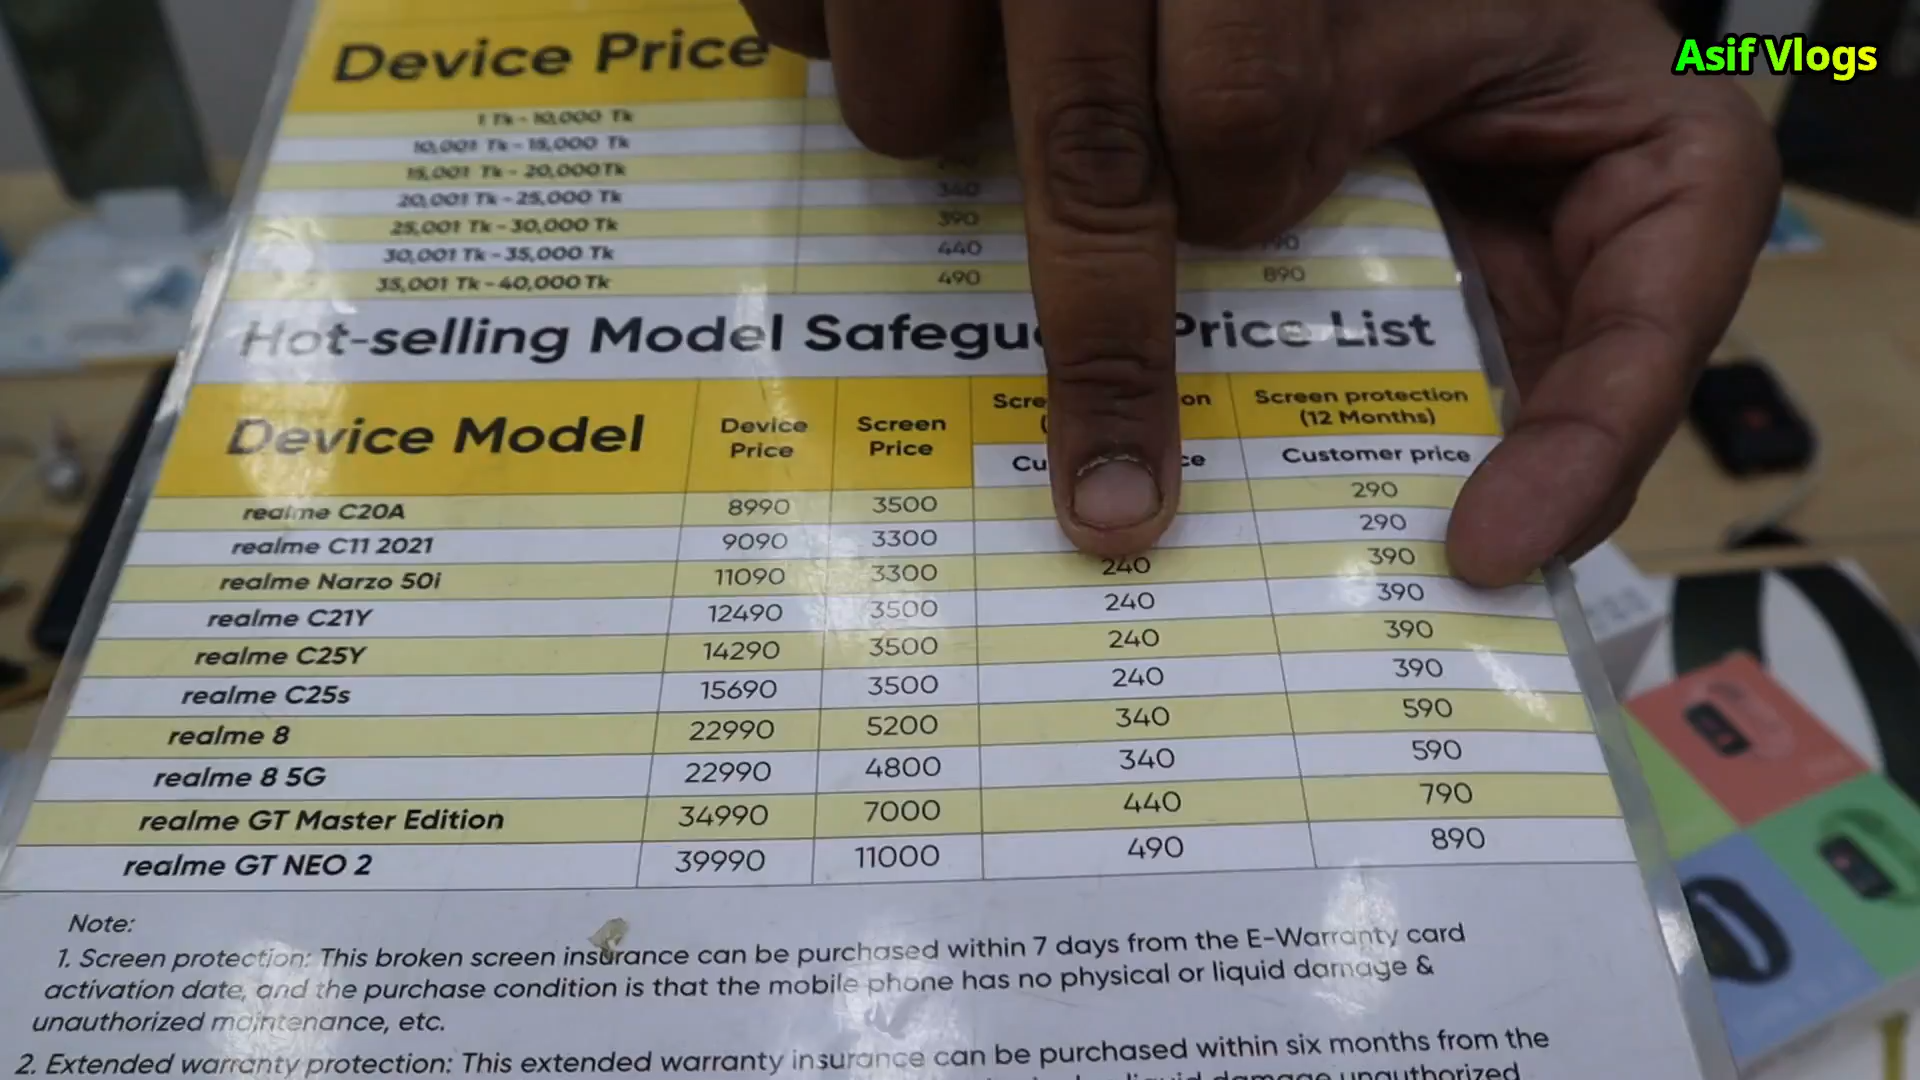 Asif Vlogs
Device Price
1 Tk - 10,000 Tk
10,001 Tk - 15,000 Tk
15,001 Tk - 20,000 Tk
20,001 Tk - 25,000 Tk 340
25,001 Tk - 30,000 Tk 390
30,001 Tk - 35,000 Tk 440
35,001 Tk - 40,000 Tk 490 890
Hot-selling Model Price List
Device Model Device Price Screen Price Screen protection (12 Months)
Customer price
realme C20A 8990 3500 290
realme C11 2021 9090 3300 290
realme Narzo 50i 11090 3300 240 390
realme C21Y 12490 3500 240 390
realme C25Y 14290 3500 240 390
realme C25s 15690 3500 240 390
realme 8 22990 5200 340 590
realme 8 5G 22990 4800 340 590
realme GT Master Edition 34990 7000 440 790
realme GT NEO 2 39990 11000 490 890
Note:
1. Screen protection: This broken screen insurance can be purchased within 7 days from the E-Warranty card
activation date, and the purchase condition is that the mobile phone has no physical or liquid damage &
unauthorized maintenance, etc.
2. Extended warranty protection: This extended warranty insurance can be purchased within six months from the
damage unauthorized